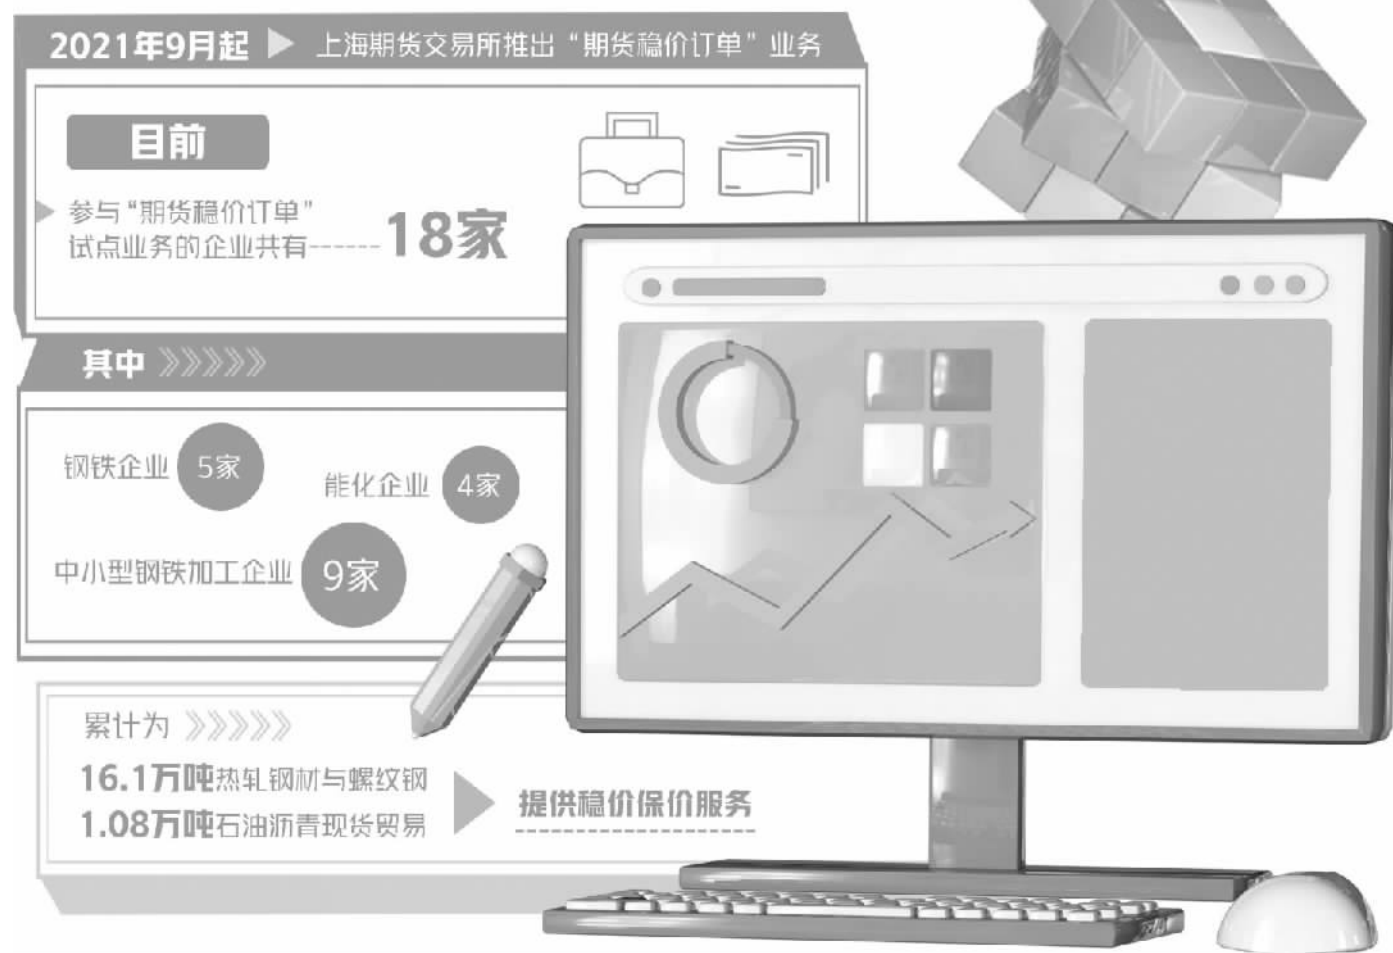 2021年9月起 上海期货交易所推出“期货稳价订单”业务
目前
参与“期货稳价订单”
试点业务的企业共有------18家
其中
钢铁企业 5家
能化企业 4家
中小型钢铁加工企业 9家
累计为
16.1万吨热轧钢材与螺纹钢
1.08万吨石油沥青现货贸易
提供稳价保价服务